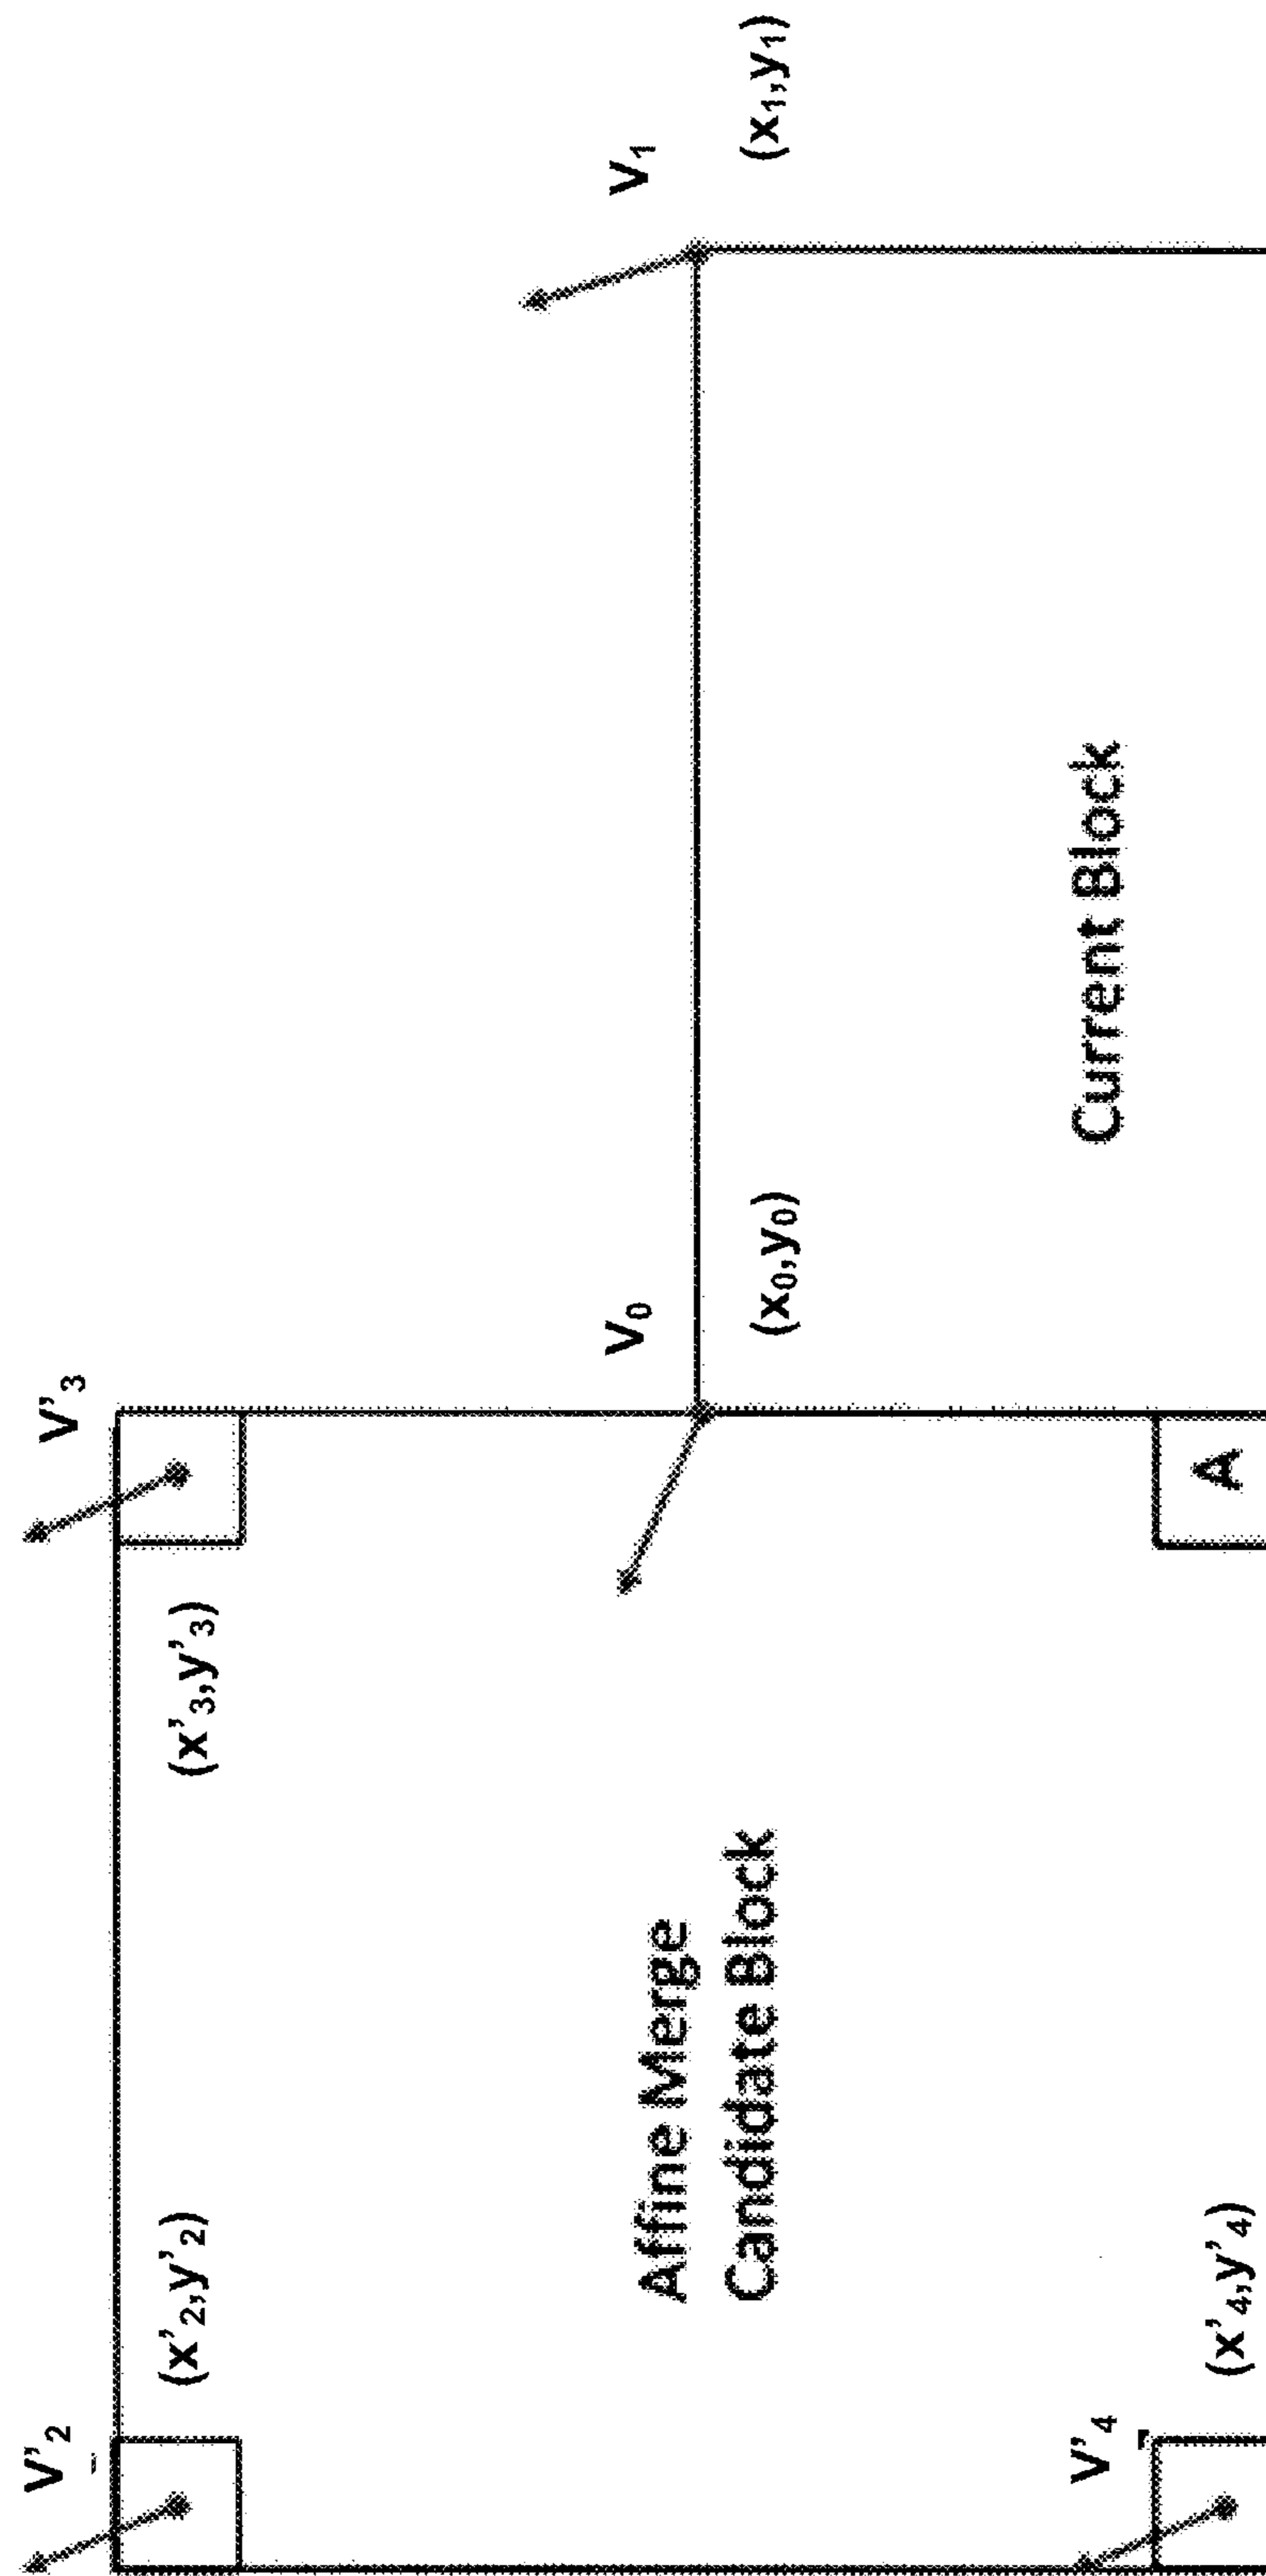 V'2
(x'2,y'2)
V'3
(x'3,y'3)
V0
(x0,y0)
V1
(x1,y1)
Affine Merge
Candidate Block
Current Block
V'4
(x'4,y'4)
A